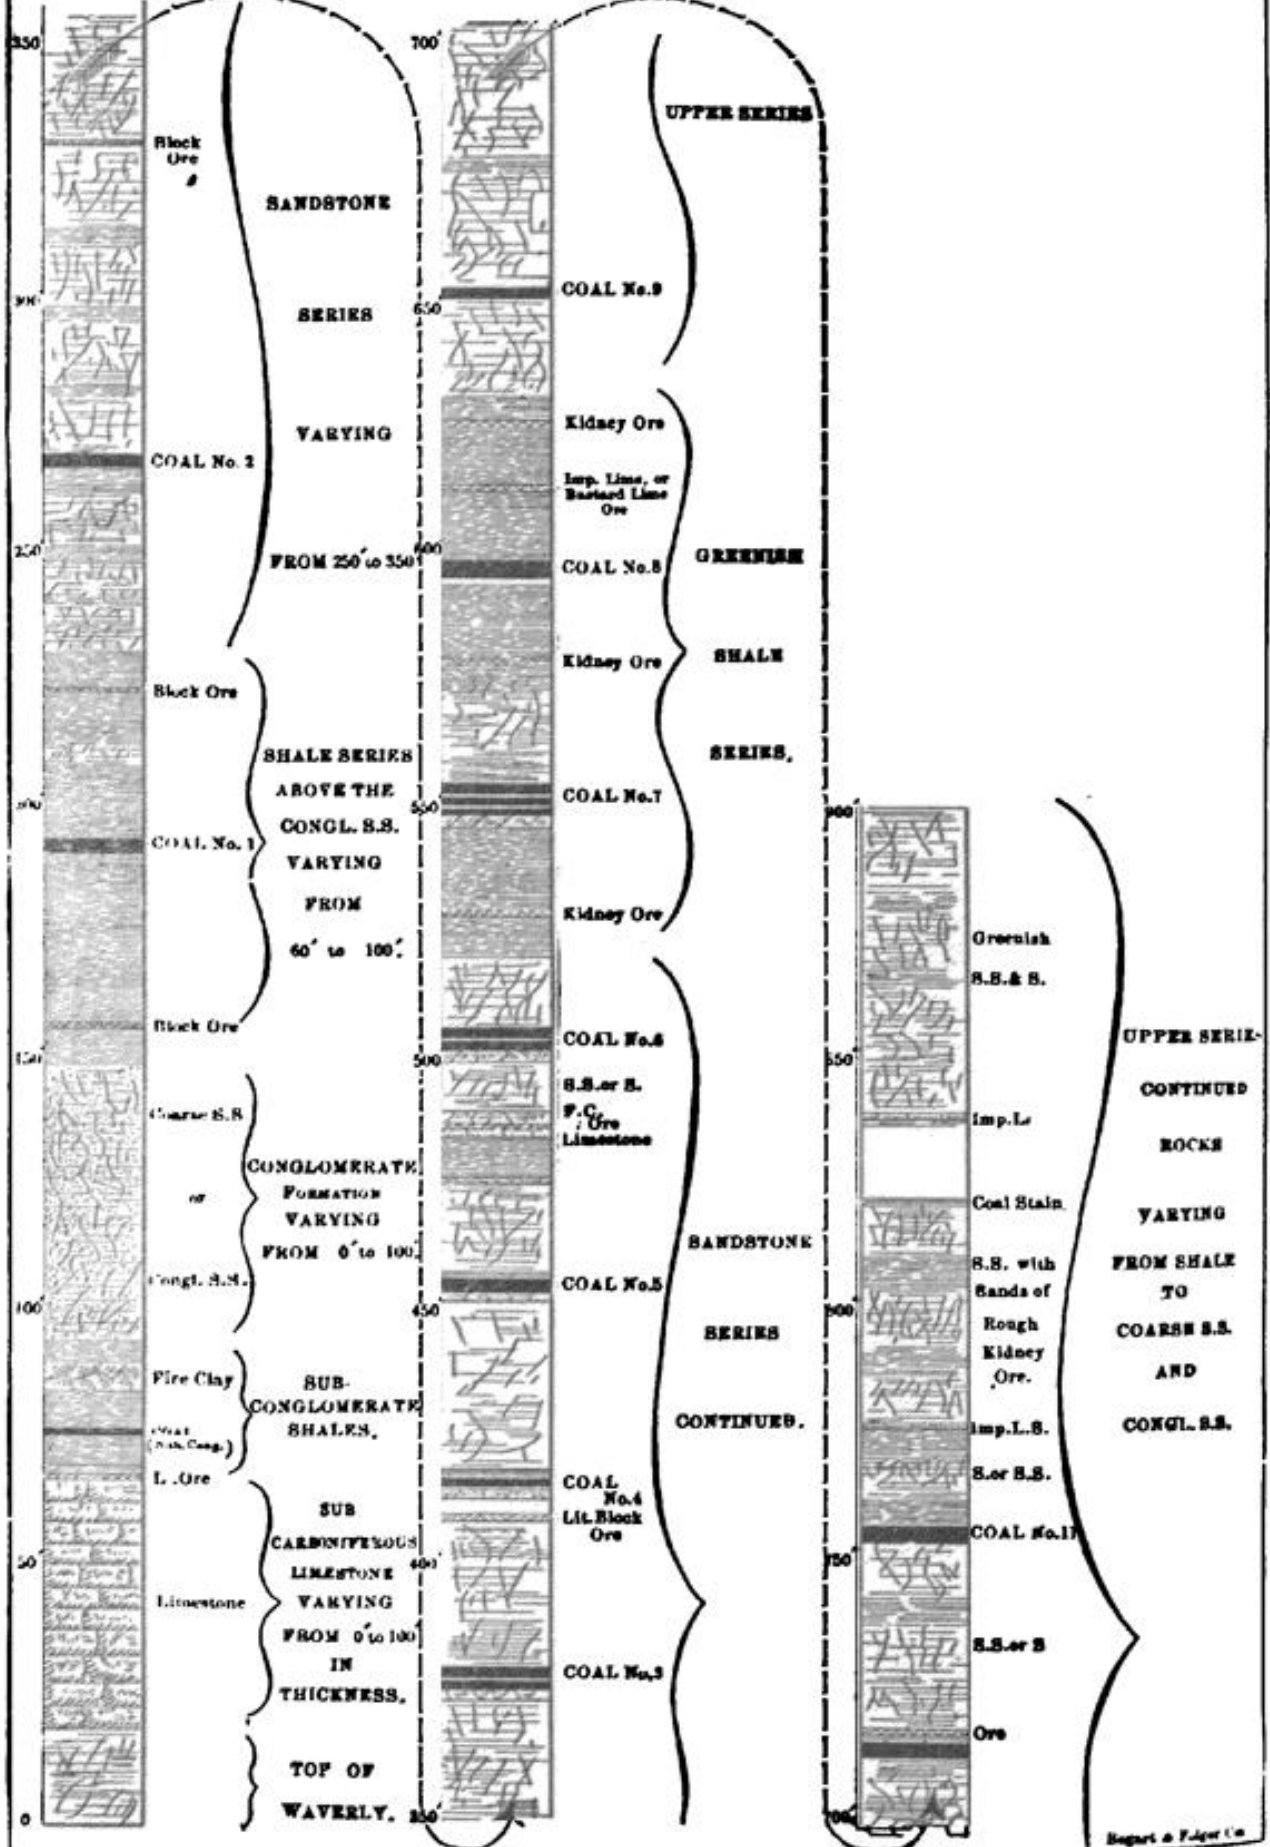 350'
Block
Ore
SANDSTONE
300'
SERIES
VARYING
COAL No. 2
250'
FROM 250' to 350'
Block Ore
SHALE SERIES
ABOVE THE
CONGL. S.S.
COAL No. 1
VARYING
FROM
60' to 100'.
Block Ore
150'
Coarse S.S
CONGLOMERATE
or
FORMATION
VARYING
FROM 0' to 100'.
Congl. S.S.
100'
Fire Clay
SUB-
CONGLOMERATE
SHALES.
(Sub. Cong.)
L. Ore
SUB
CARBONIFEROUS
50'
LIMESTONE
Limestone
VARYING
FROM 0' to 100'
IN
THICKNESS.
TOP OF
WAVERLY.
0
700'
UPPER SERIES
COAL No.9
650'
Kidney Ore
Imp. Lime, or
Bastard Lime
Ore
600'
GREENISH
COAL No.8
SHALE
Kidney Ore
SERIES.
COAL No.7
550'
Kidney Ore
COAL No.6
500'
S.S. or S.
F.C.
Ore
Limestone
SANDSTONE
COAL No.5
450'
SERIES
CONTINUED.
COAL
No.4
Lit. Block
Ore
400'
COAL No.3
350'
900'
Greenish
S.S. & S.
850'
UPPER SERIE-
CONTINUED
Imp. L.
ROCKS
Coal Stain
VARYING
S.S. with
FROM SHALE
Bands of
TO
800'
Rough
COARSE S.S.
Kidney
Ore.
AND
Imp. L.S.
CONGL. S.S.
S. or S.S.
COAL No.11
750'
S.S. or S
Ore
700'
Bogart & Folger Co